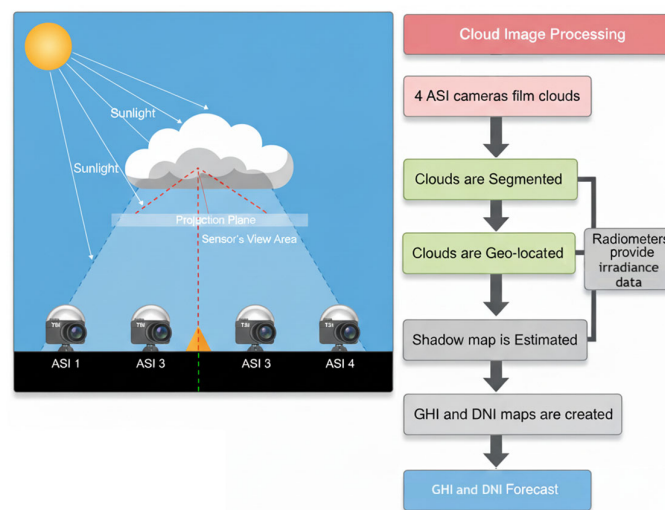 Cloud Image Processing
Sunlight
Sunlight
Projection Plane
Sensor's View Area
TSI
TSI
TSI
TSI
ASI 1
ASI 3
ASI 3
ASI 4
4 ASI cameras film clouds
Clouds are Segmented
Clouds are Geo-located
Radiometers
provide
irradiance
data
Shadow map is Estimated
GHI and DNI maps are created
GHI and DNI Forecast